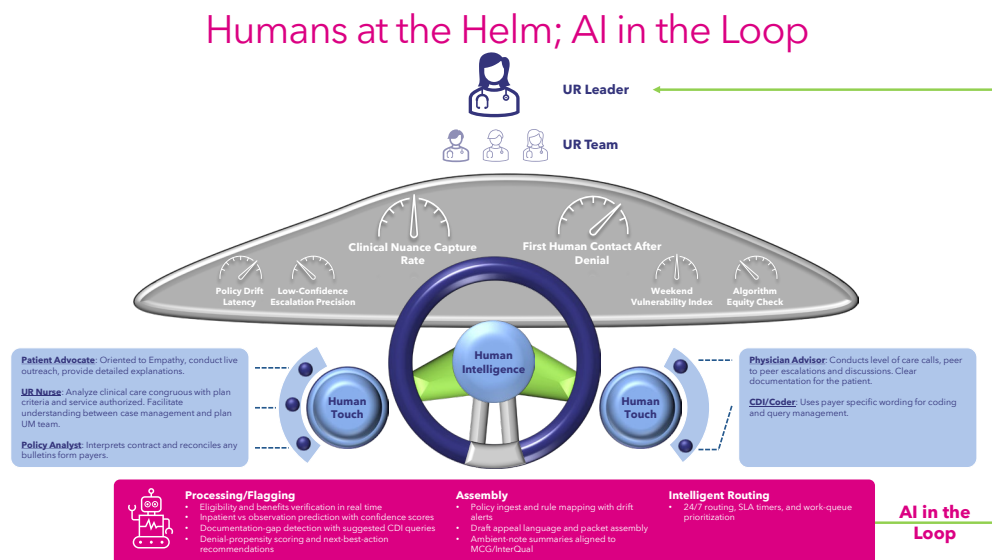 Humans at the Helm; AI in the Loop
UR Leader
UR Team
Clinical Nuance Capture
Rate
First Human Contact After
Denial
Policy Drift
Latency
Low-Confidence
Escalation Precision
Weekend
Vulnerability Index
Algorithm
Equity Check
Human
Intelligence
Patient Advocate: Oriented to Empathy, conduct live
outreach, provide detailed explanations.
UR Nurse: Analyze clinical care congruous with plan
criteria and service authorized. Facilitate
understanding between case management and plan
UM team.
Policy Analyst: Interprets contract and reconciles any
bulletins form payers.
Human
Touch
Human
Touch
Physician Advisor: Conducts level of care calls, peer
to peer escalations and discussions. Clear
documentation for the patient.
CDI/Coder: Uses payer specific wording for coding
and query management.
Processing/Flagging
• Eligibility and benefits verification in real time
• Inpatient vs observation prediction with confidence scores
• Documentation-gap detection with suggested CDI queries
• Denial-propensity scoring and next-best-action
recommendations
Assembly
• Policy ingest and rule mapping with drift
alerts
• Draft appeal language and packet assembly
• Ambient-note summaries aligned to
MCG/InterQual
Intelligent Routing
• 24/7 routing, SLA timers, and work-queue
prioritization
AI in the
Loop